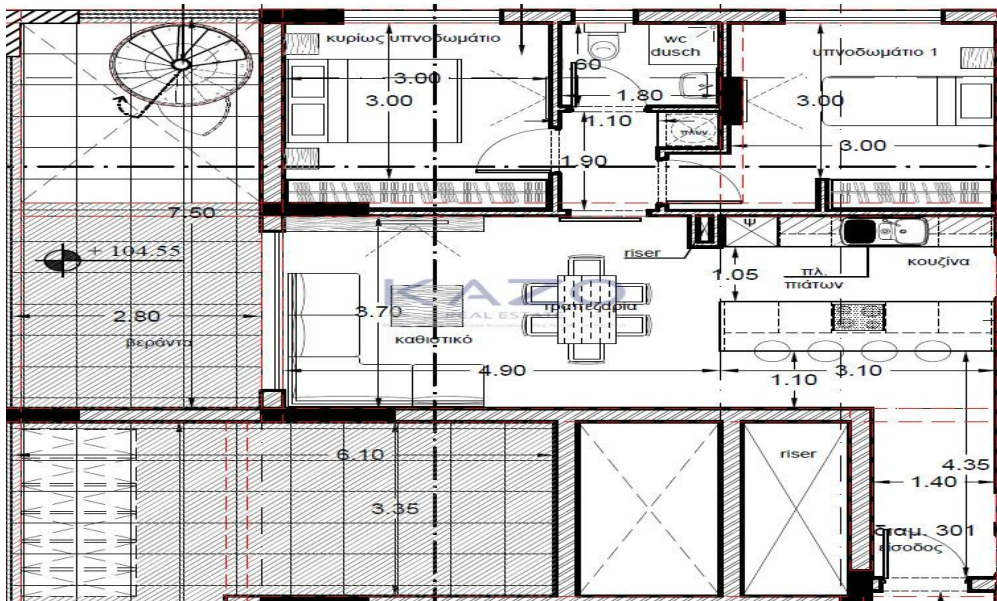 κυρίως υπνοδωμάτιο
wc
dusch
υπνοδωμάτιο 1
.60
3.00
3.00
1.80
3.00
1.10
πλυν.
3.00
1.90
7.50
+ 104.55
riser
Ψ
κουζίνα
1.05
πλ.
πιάτων
KAZO
REAL ESTATE
τραπεζαρία
2.80
3.70
βεράντα
καθιστικό
4.90
3.10
1.10
6.10
riser
4.35
1.40
3.35
διαμ. 301
είσοδος